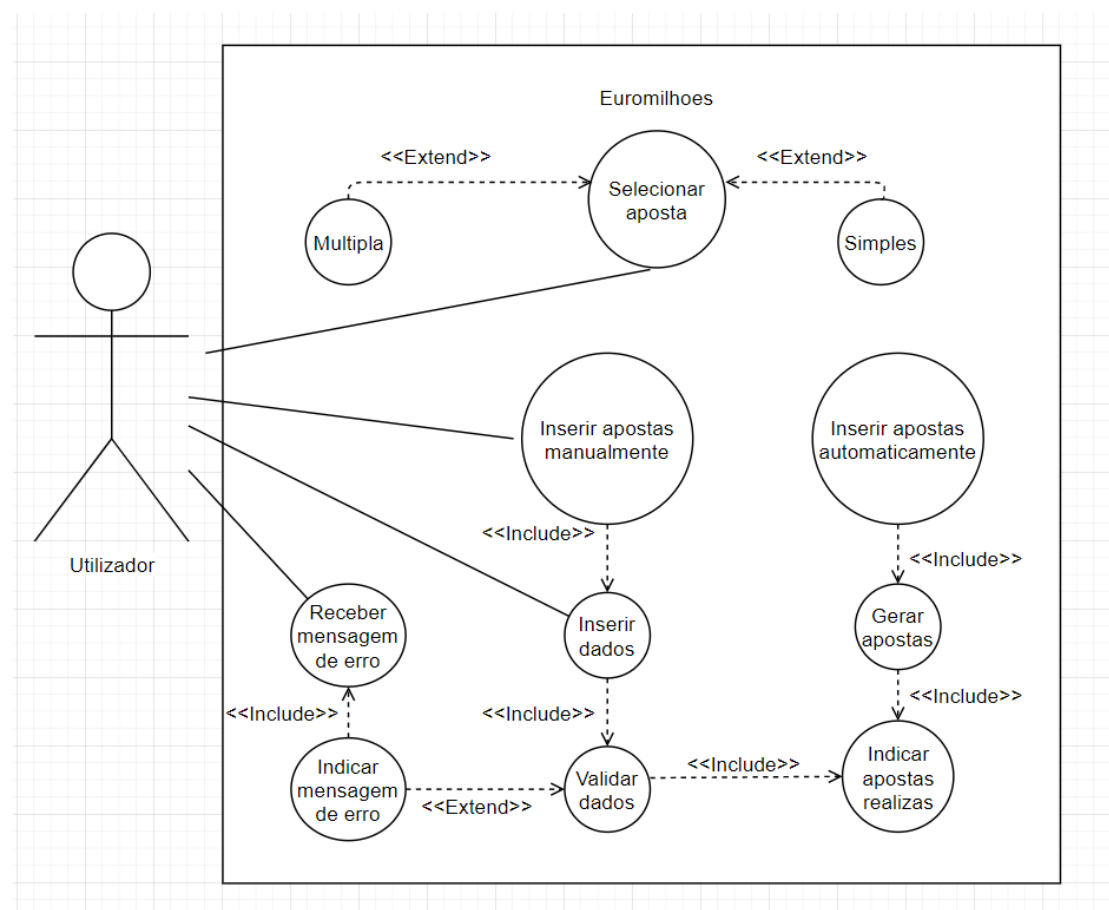 Euromilhoes
<<Extend>>
<<Extend>>
Selecionar
aposta
Multipla
Simples
Inserir apostas
manualmente
Inserir apostas
automaticamente
<<Include>>
<<Include>>
Utilizador
Receber
mensagem
de erro
Inserir
dados
Gerar
apostas
<<Include>>
<<Include>>
<<Include>>
Indicar
mensagem
de erro
<<Extend>>
Validar
dados
<<Include>>
Indicar
apostas
realizas